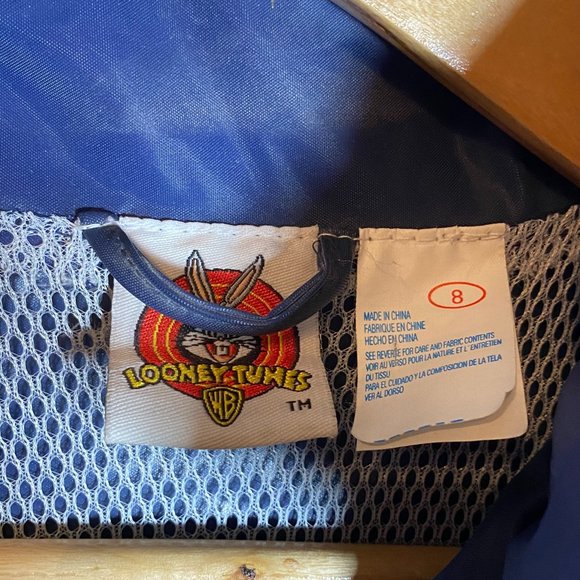 LOONEY TUNES
WB
TM
8
MADE IN CHINA
FABRIQUE EN CHINE
HECHO EN CHINA
SEE REVERSE FOR CARE AND FABRIC CONTENTS
VOIR AU VERSO POUR LA NATURE ET L'ENTRETIEN
DU TISSU
PARA EL CUIDADO Y LA COMPOSICION DE LA TELA
VER AL DORSO